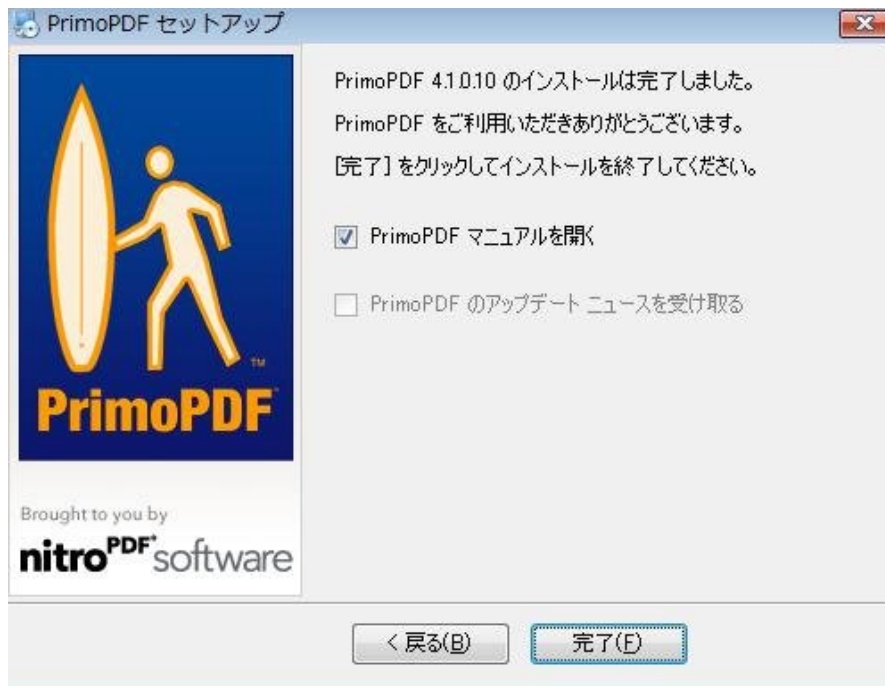 PrimoPDF セットアップ
PrimoPDF 4.1.0.10 のインストールは完了しました。
PrimoPDF をご利用いただきありがとうございます。
[完了] をクリックしてインストールを終了してください。
PrimoPDF マニュアルを開く
PrimoPDF のアップデート ニュースを受け取る
TM
PrimoPDF
Brought to you by
nitroPDF software
< 戻る(B)
完了(F)